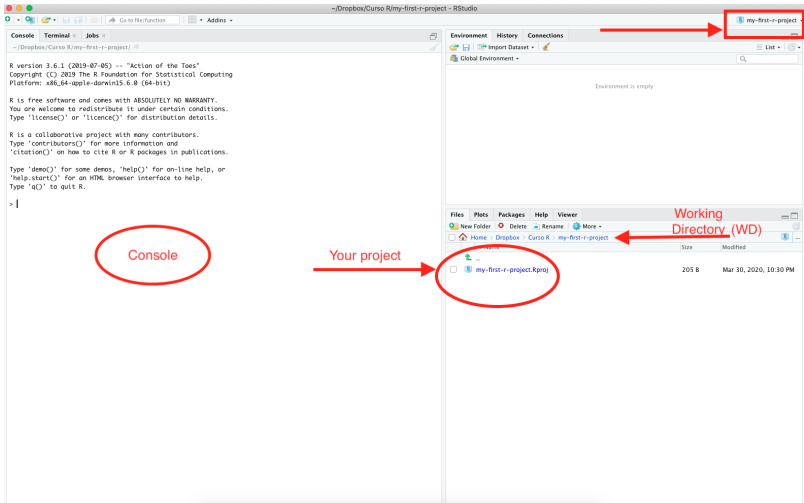 ~/Dropbox/Curso R/my-first-r-project - RStudio
Go to file/function Addins
my-first-r-project
Console Terminal Jobs
~/Dropbox/Curso R/my-first-r-project/
R version 3.6.1 (2019-07-05) -- "Action of the Toes"
Copyright (C) 2019 The R Foundation for Statistical Computing
Platform: x86_64-apple-darwin15.6.0 (64-bit)
R is free software and comes with ABSOLUTELY NO WARRANTY.
You are welcome to redistribute it under certain conditions.
Type 'license()' or 'licence()' for distribution details.
R is a collaborative project with many contributors.
Type 'contributors()' for more information and
'citation()' on how to cite R or R packages in publications.
Type 'demo()' for some demos, 'help()' for on-line help, or
'help.start()' for an HTML browser interface to help.
Type 'q()' to quit R.
>
Console
Your project
Environment History Connections
Import Dataset
List
Global Environment
Environment is empty
Files Plots Packages Help Viewer
New Folder Delete Rename More
Home Dropbox Curso R my-first-r-project
Working
Directory (WD)
Name Size Modified
..
my-first-r-project.Rproj 205 B Mar 30, 2020, 10:30 PM